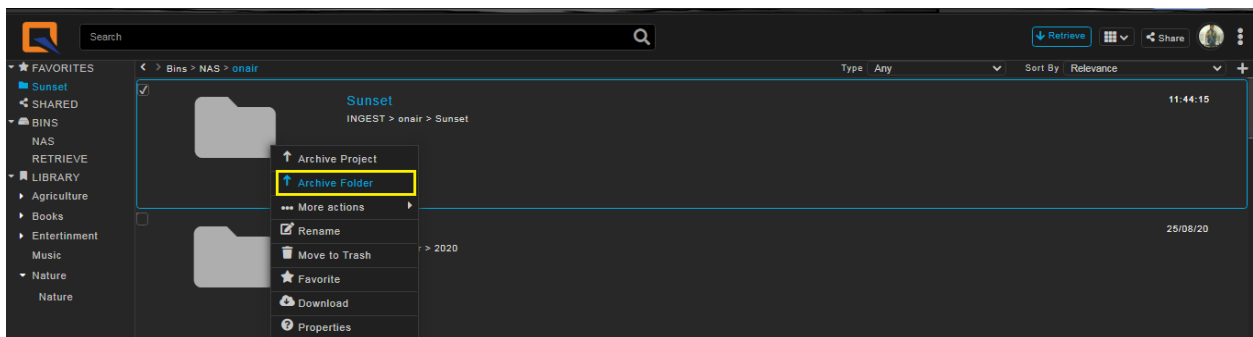 Search
Retrieve
Share
FAVORITES
Bins > NAS > onair
Type Any
Sort By Relevance
Sunset
SHARED
BINS
NAS
RETRIEVE
LIBRARY
Agriculture
Books
Entertinment
Music
Nature
Nature
Sunset
11:44:15
INGEST > onair > Sunset
Archive Project
Archive Folder
More actions
Rename
Move to Trash
Favorite
Download
Properties
25/08/20
> 2020